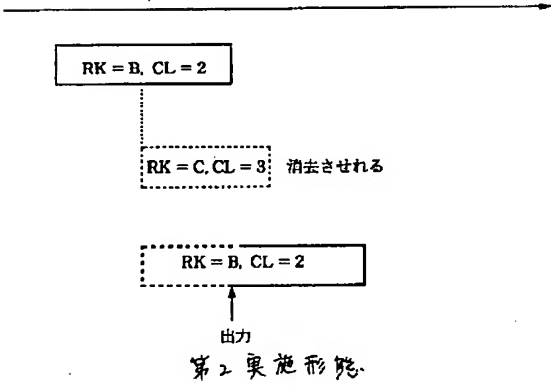 RK = B, CL = 2
RK = C, CL = 3 消去させれる
RK = B, CL = 2
出力
第2実施形態